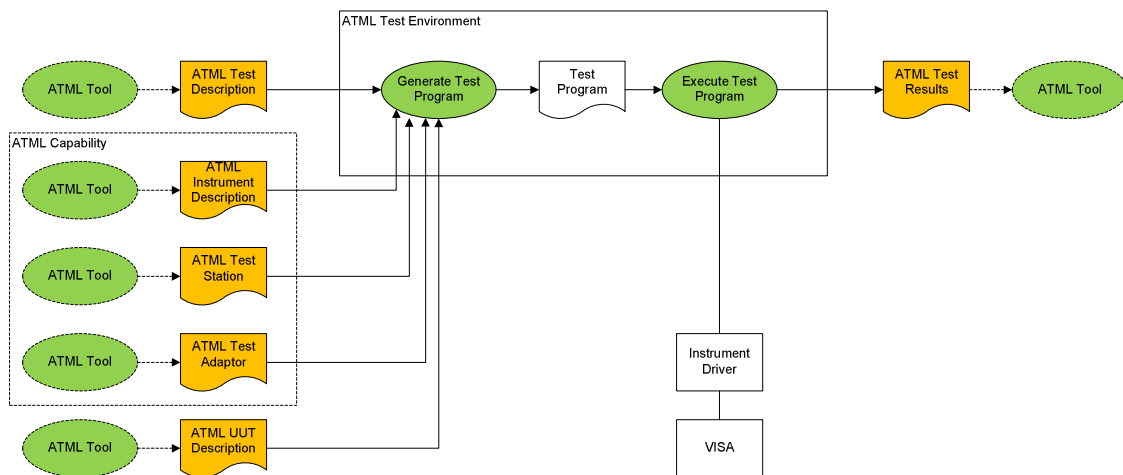 ATML Test Environment
ATML Tool
ATML Test
Description
Generate Test
Program
Test
Program
Execute Test
Program
ATML Test
Results
ATML Tool
ATML Capability
ATML Tool
ATML
Instrument
Description
ATML Tool
ATML Test
Station
ATML Tool
ATML Test
Adaptor
Instrument
Driver
ATML Tool
ATML UUT
Description
VISA